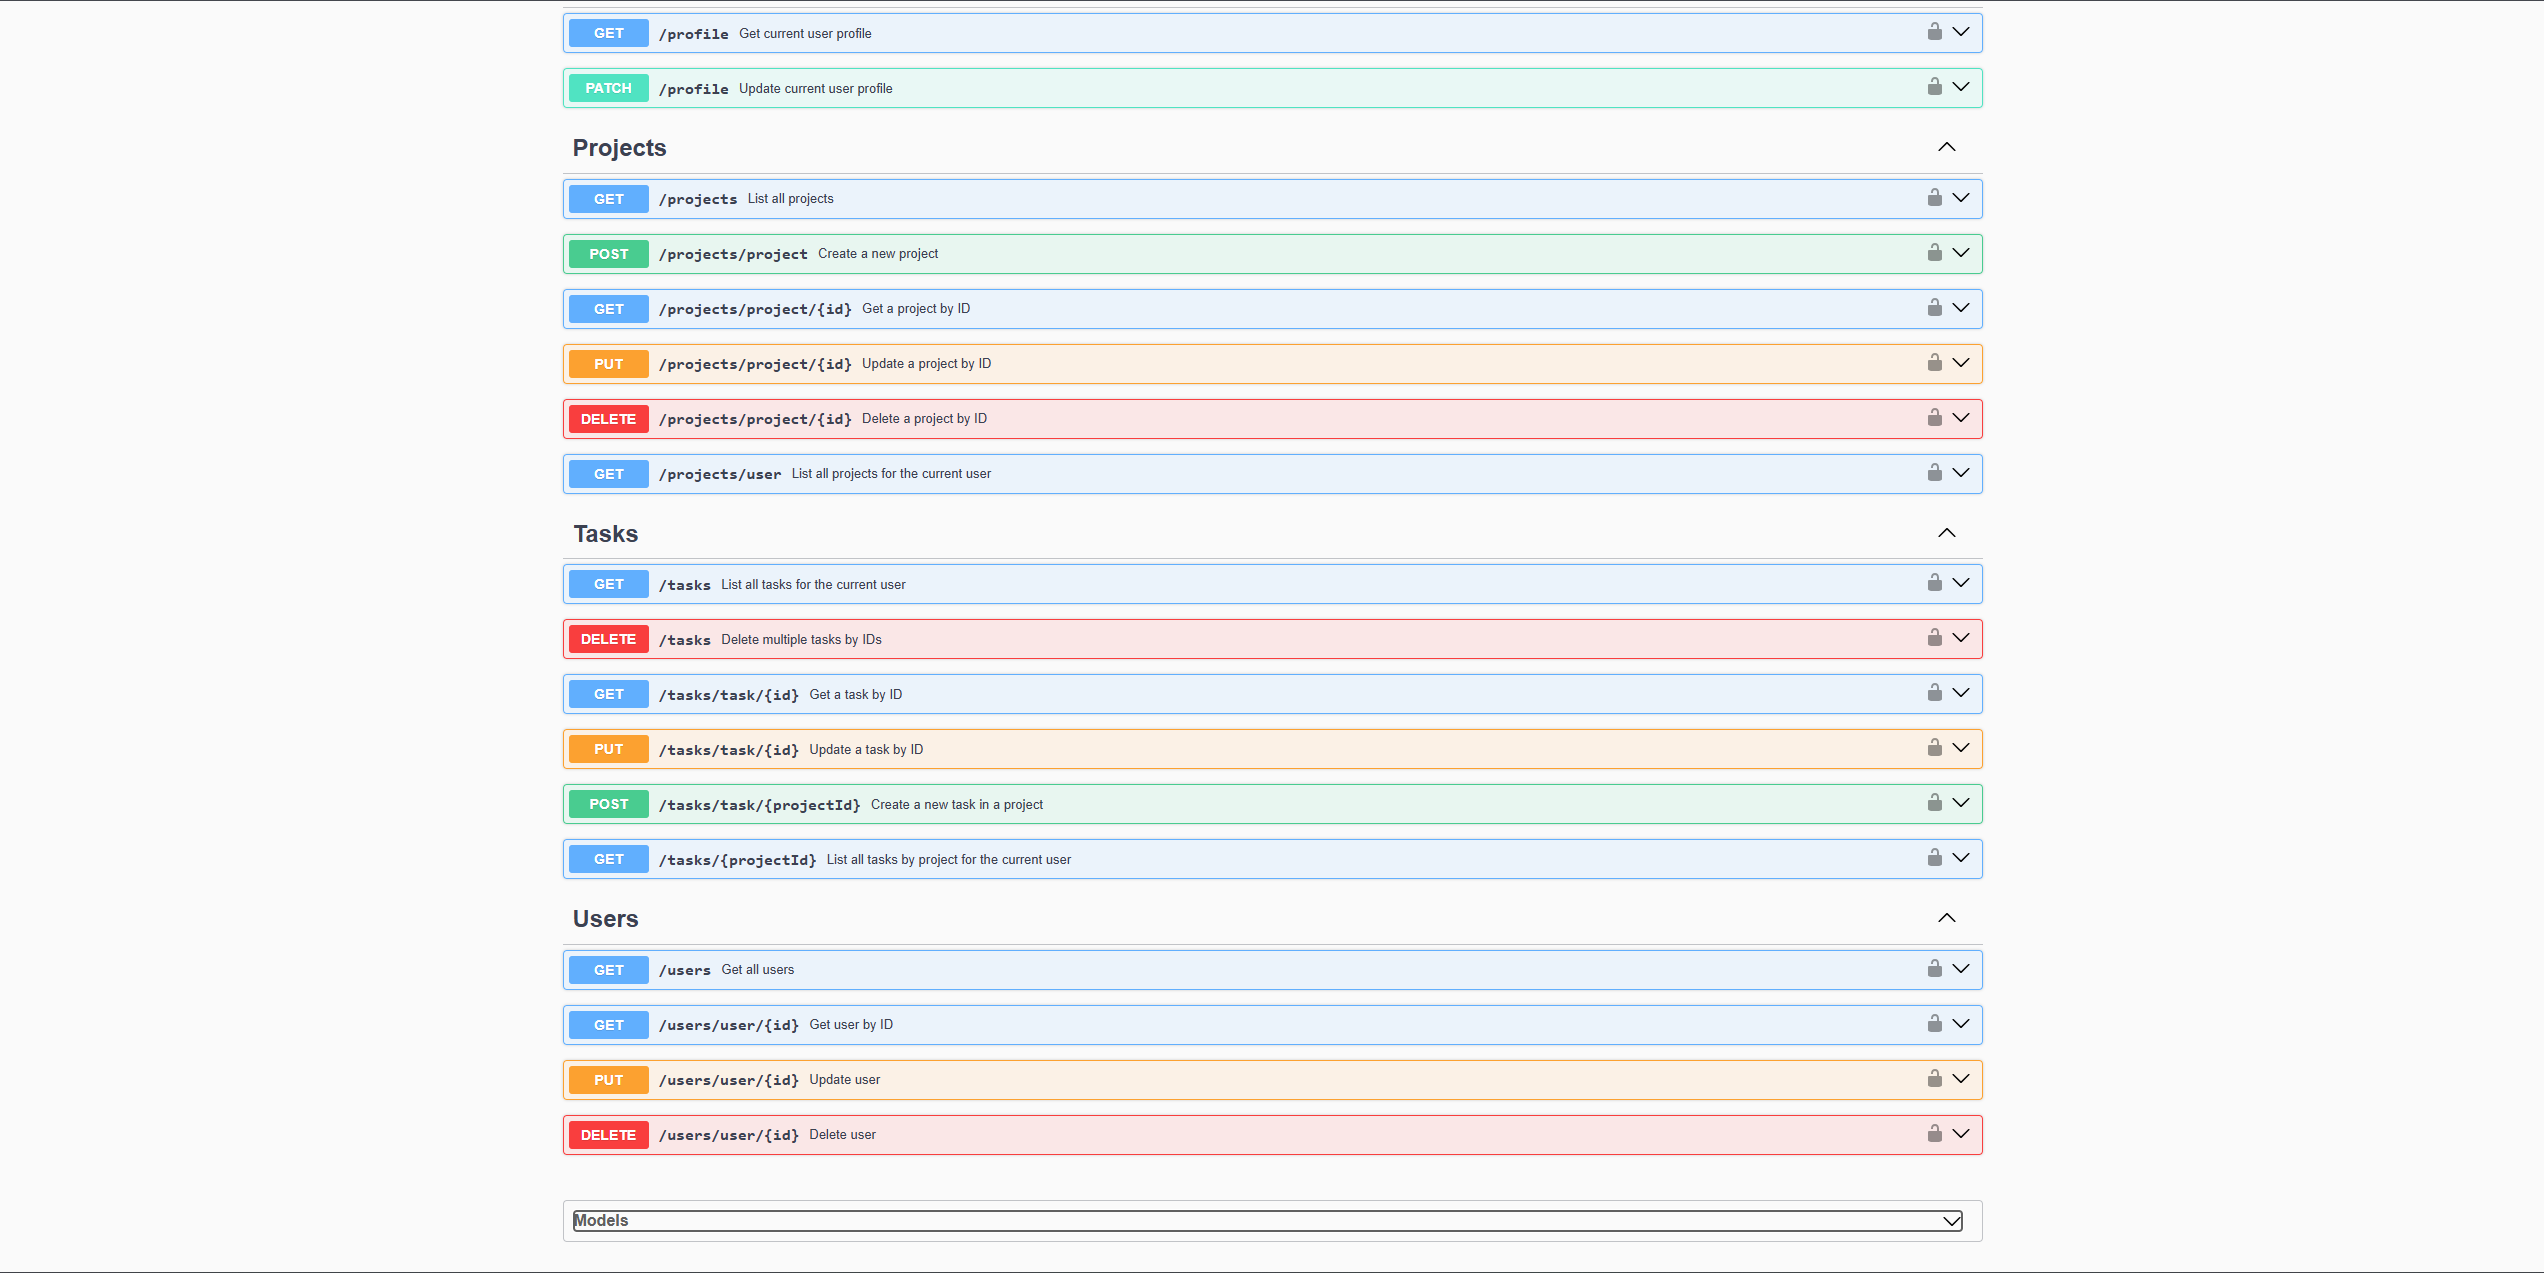 GET /profile Get current user profile
PATCH /profile Update current user profile
Projects
GET /projects List all projects
POST /projects/project Create a new project
GET /projects/project/{id} Get a project by ID
PUT /projects/project/{id} Update a project by ID
DELETE /projects/project/{id} Delete a project by ID
GET /projects/user List all projects for the current user
Tasks
GET /tasks List all tasks for the current user
DELETE /tasks Delete multiple tasks by IDs
GET /tasks/task/{id} Get a task by ID
PUT /tasks/task/{id} Update a task by ID
POST /tasks/task/{projectId} Create a new task in a project
GET /tasks/{projectId} List all tasks by project for the current user
Users
GET /users Get all users
GET /users/user/{id} Get user by ID
PUT /users/user/{id} Update user
DELETE /users/user/{id} Delete user
Models